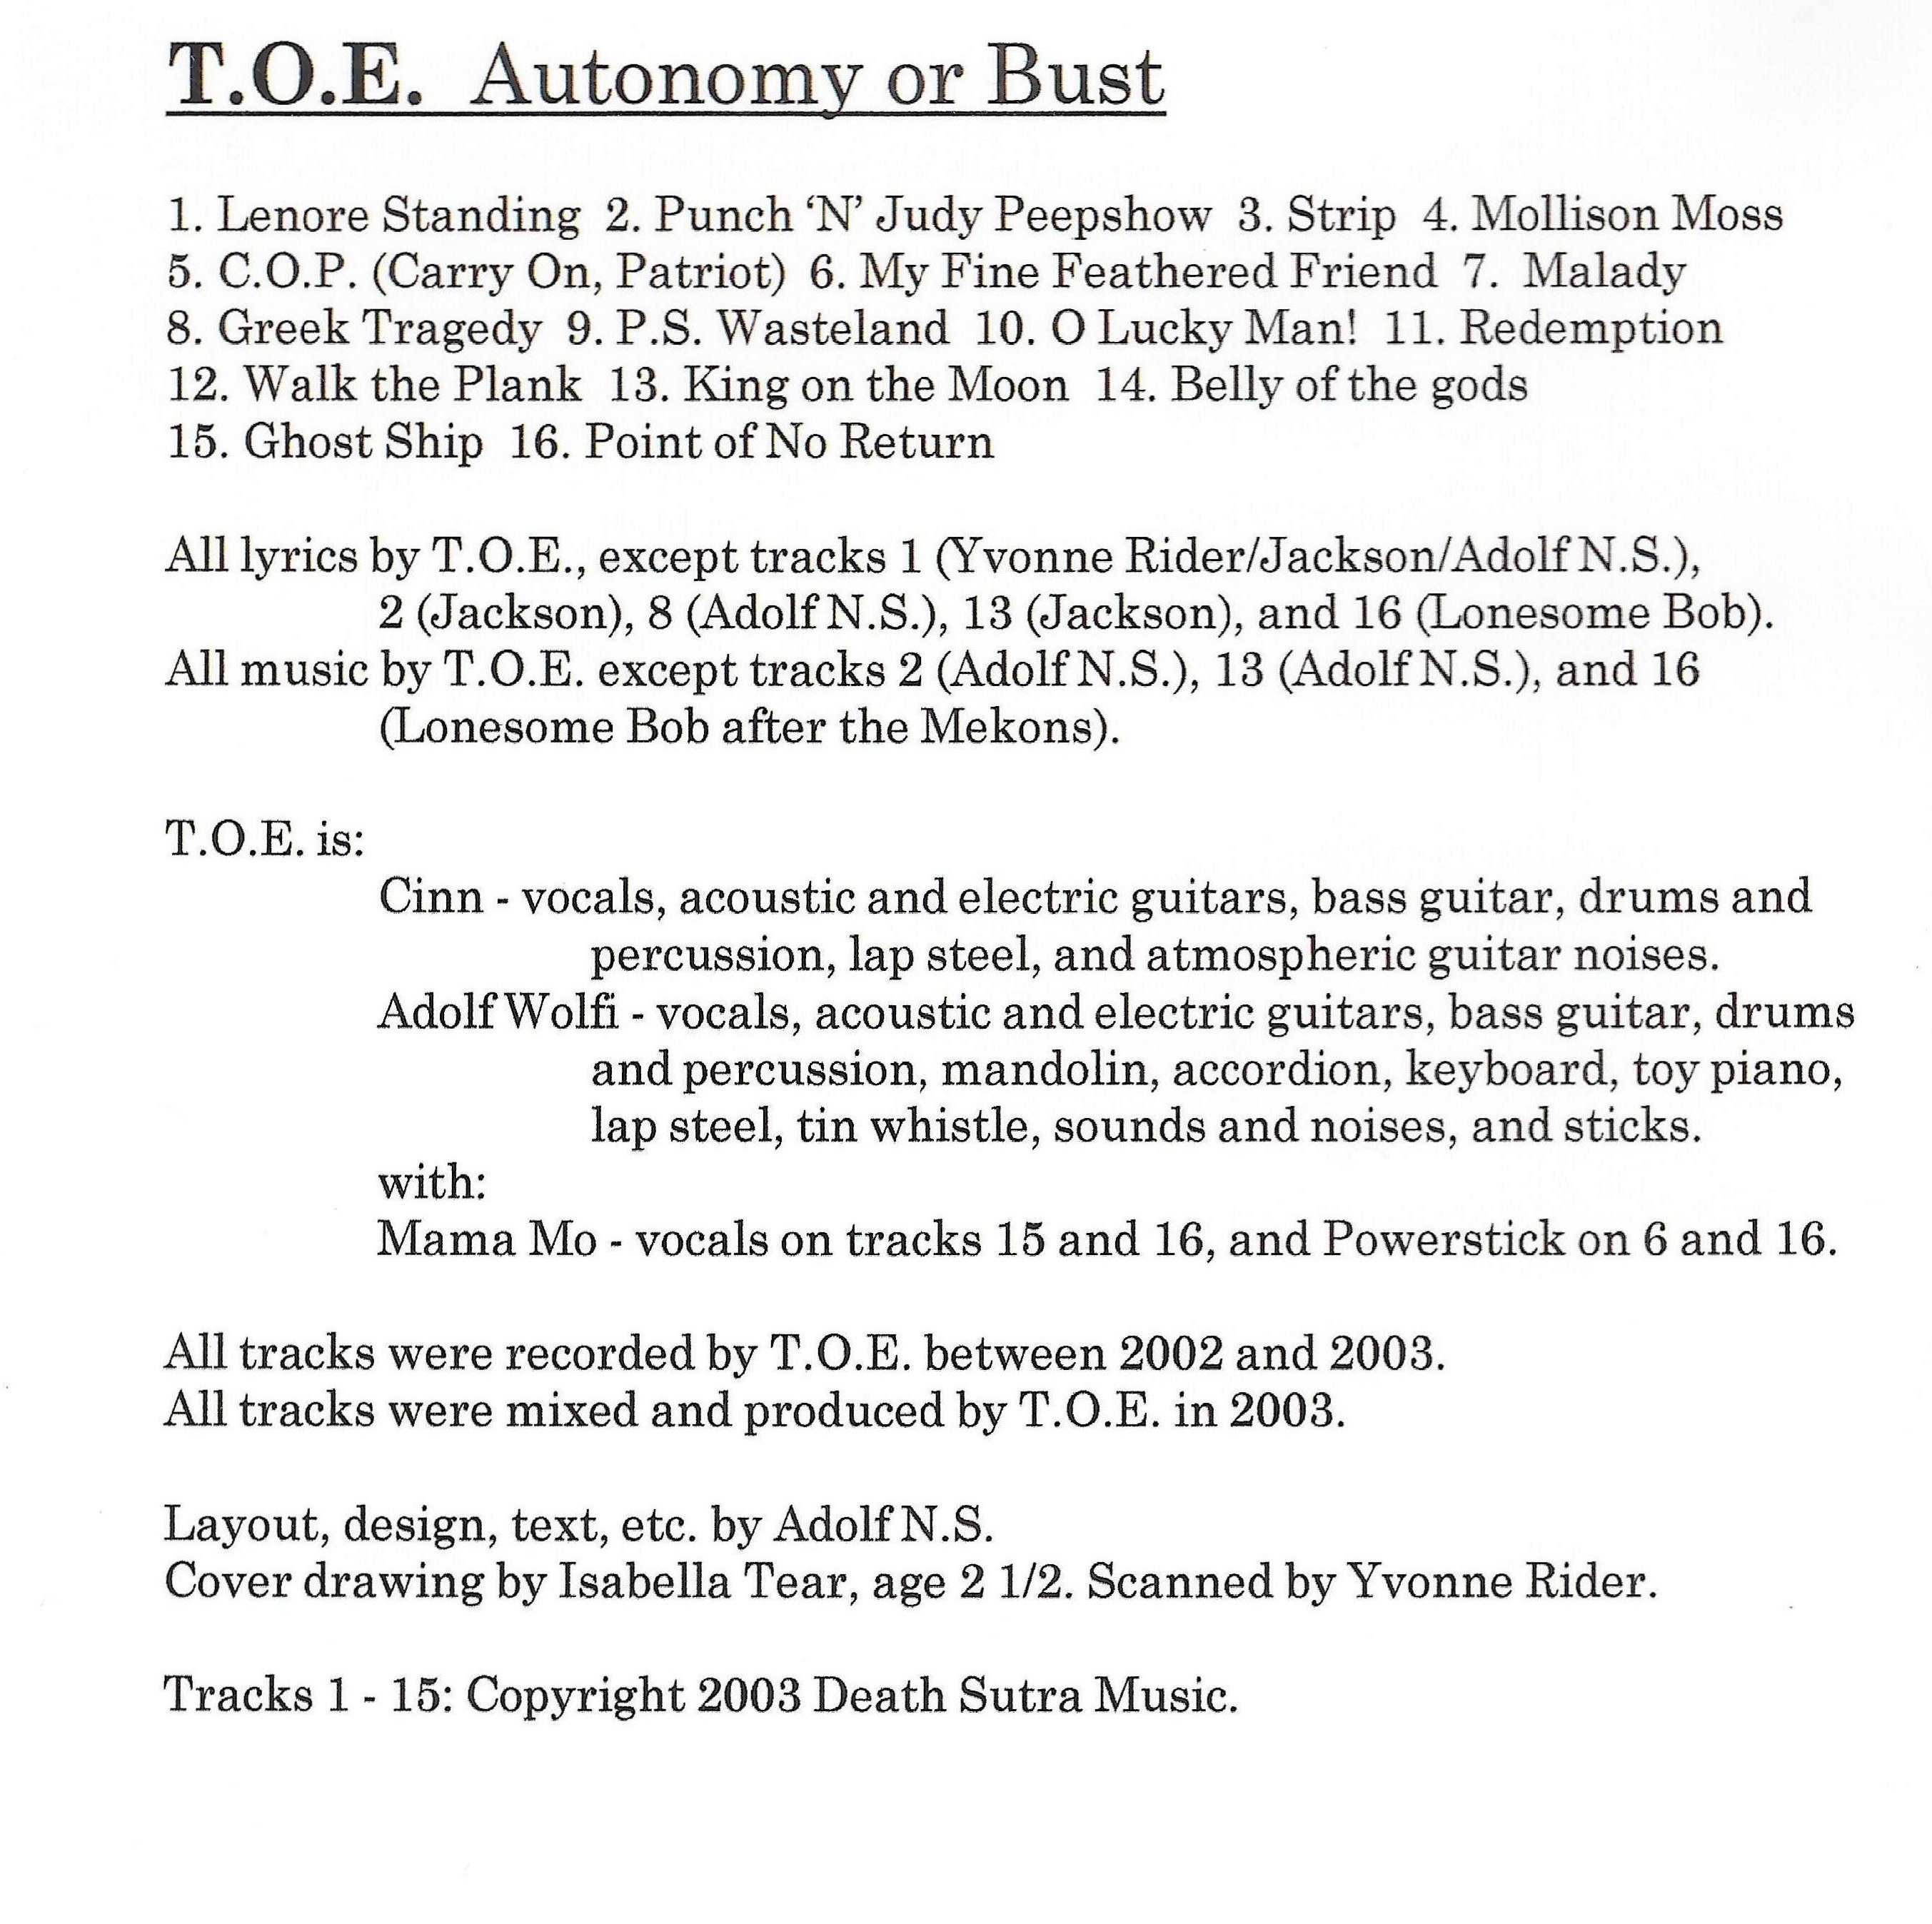 T.O.E. Autonomy or Bust
1. Lenore Standing 2. Punch ‘N’ Judy Peepshow 3. Strip 4. Mollison Moss
5. C.O.P. (Carry On, Patriot) 6. My Fine Feathered Friend 7. Malady
8. Greek Tragedy 9. P.S. Wasteland 10. O Lucky Man! 11. Redemption
12. Walk the Plank 13. King on the Moon 14. Belly of the gods
15. Ghost Ship 16. Point of No Return
All lyrics by T.O.E., except tracks 1 (Yvonne Rider/Jackson/Adolf N.S.),
2 (Jackson), 8 (Adolf N.S.), 13 (Jackson), and 16 (Lonesome Bob).
All music by T.O.E. except tracks 2 (Adolf N.S.), 13 (Adolf N.S.), and 16
(Lonesome Bob after the Mekons).
T.O.E. is:
Cinn - vocals, acoustic and electric guitars, bass guitar, drums and
percussion, lap steel, and atmospheric guitar noises.
Adolf Wolfi - vocals, acoustic and electric guitars, bass guitar, drums
and percussion, mandolin, accordion, keyboard, toy piano,
lap steel, tin whistle, sounds and noises, and sticks.
with:
Mama Mo - vocals on tracks 15 and 16, and Powerstick on 6 and 16.
All tracks were recorded by T.O.E. between 2002 and 2003.
All tracks were mixed and produced by T.O.E. in 2003.
Layout, design, text, etc. by Adolf N.S.
Cover drawing by Isabella Tear, age 2 1/2. Scanned by Yvonne Rider.
Tracks 1 - 15: Copyright 2003 Death Sutra Music.